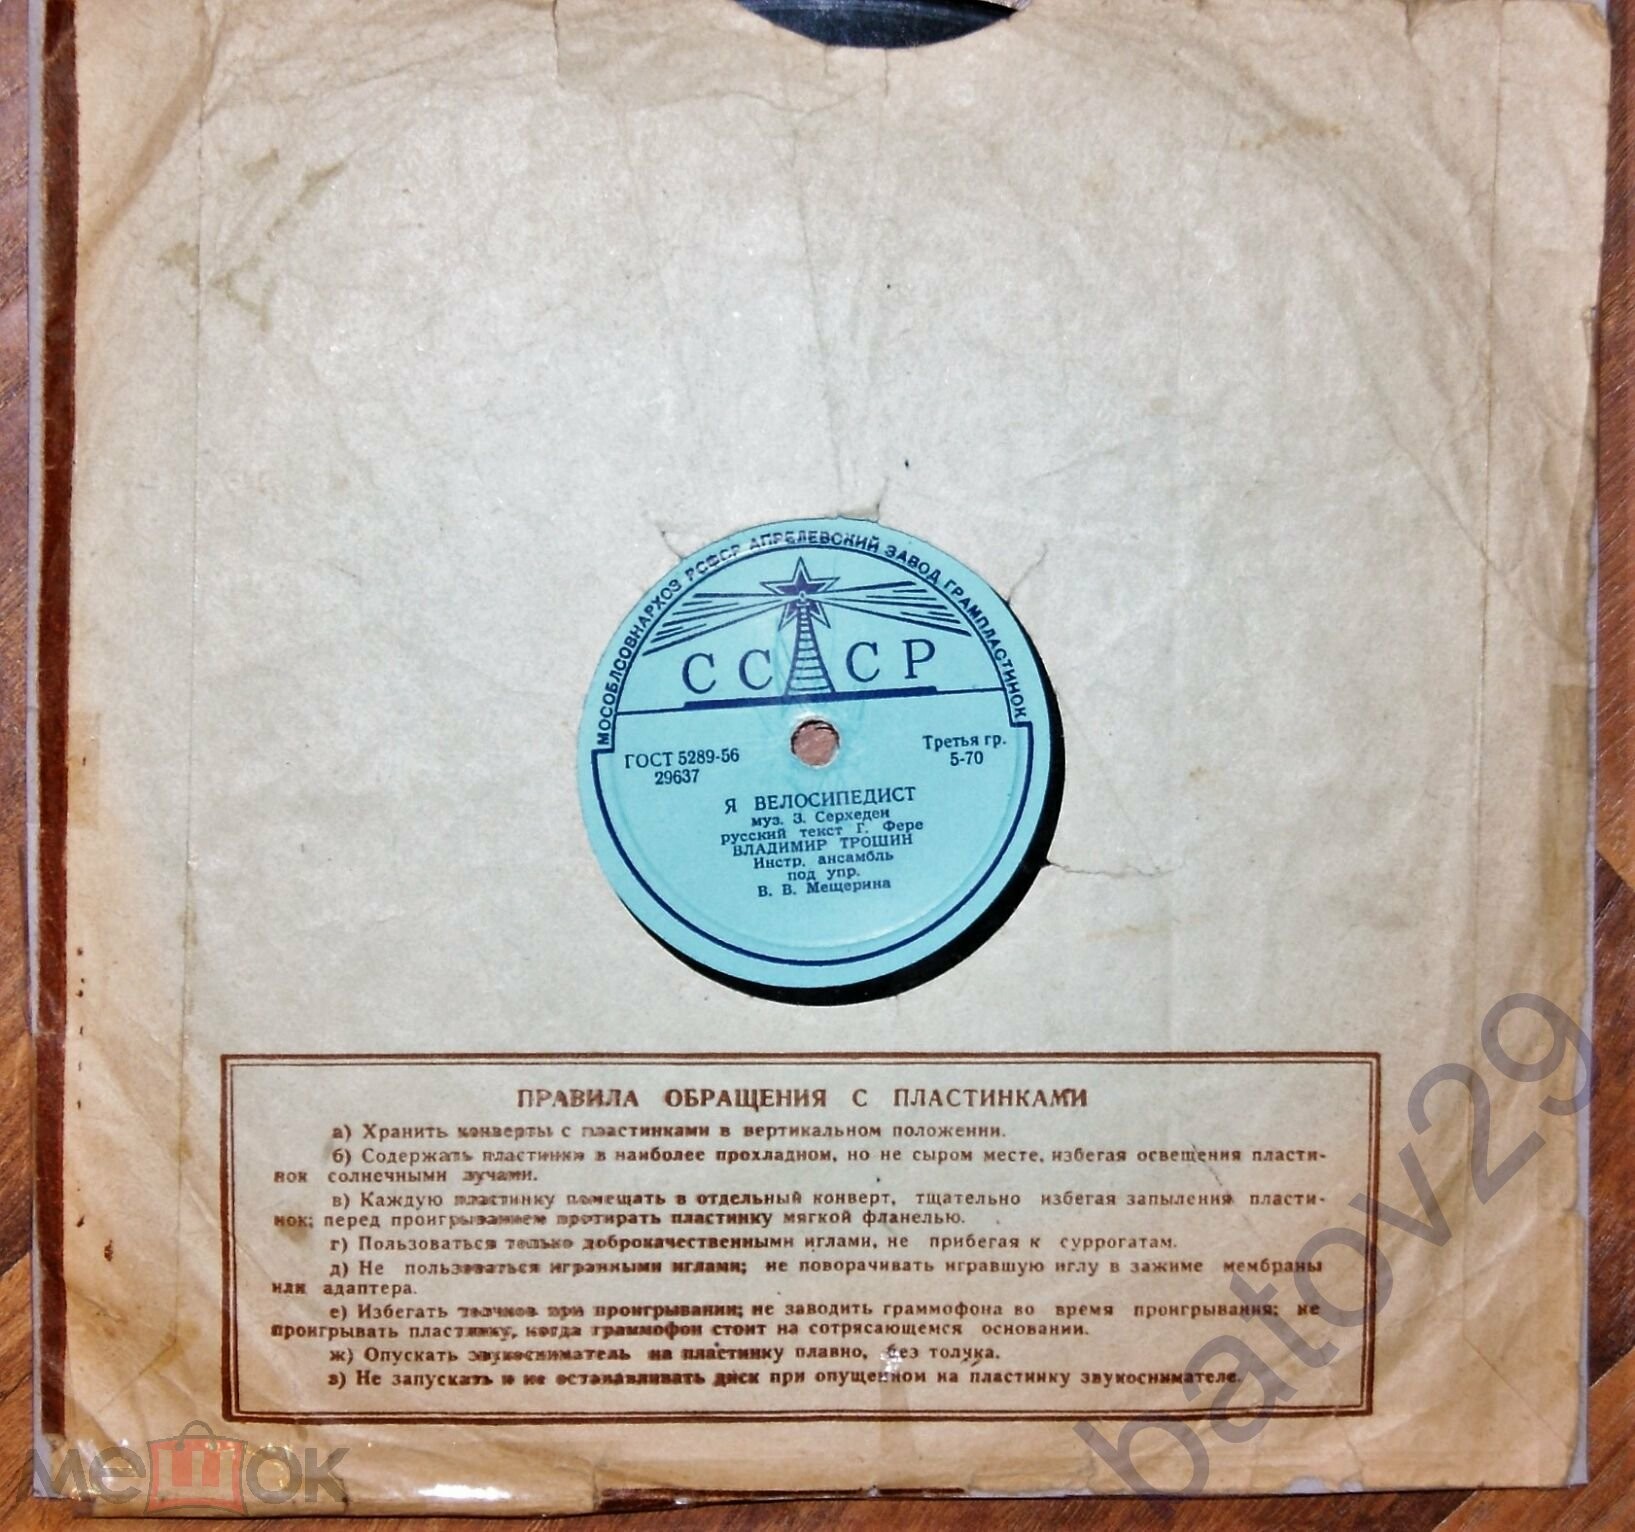 МОСОБЛСОВНАРХОЗ РСФСР АПРЕЛЕВСКИЙ ЗАВОД ГРАМПЛАСТИНОК
СССР
ГОСТ 5289-56
29637
Третья гр.
5-70
Я ВЕЛОСИПЕДИСТ
муз. З. Серхеден
русский текст Г. Фере
ВЛАДИМИР ТРОШИН
Инстр. ансамбль
под упр.
В. В. Мещерина
ПРАВИЛА ОБРАЩЕНИЯ С ПЛАСТИНКАМИ
а) Хранить конверты с пластинками в вертикальном положении.
б) Содержать пластинки в наиболее прохладном, но не сыром месте, избегая освещения пласти-
нок солнечными лучами.
в) Каждую пластинку помещать в отдельный конверт, тщательно избегая запыления пласти-
нок; перед проигрыванием протирать пластинку мягкой фланелью.
г) Пользоваться только доброкачественными иглами, не прибегая к суррогатам.
д) Не пользоваться игранными иглами; не поворачивать игравшую иглу в зажиме мембраны
или адаптера.
е) Избегать толчков при проигрывании; не заводить граммофона во время проигрывания; не
проигрывать пластинку, когда граммофон стоит на сотрясающемся основании.
ж) Опускать звукосниматель на пластинку плавно, без толчка.
з) Не запускать и не останавливать диск при опущенном на пластинку звукоснимателе.
мешок
batov29